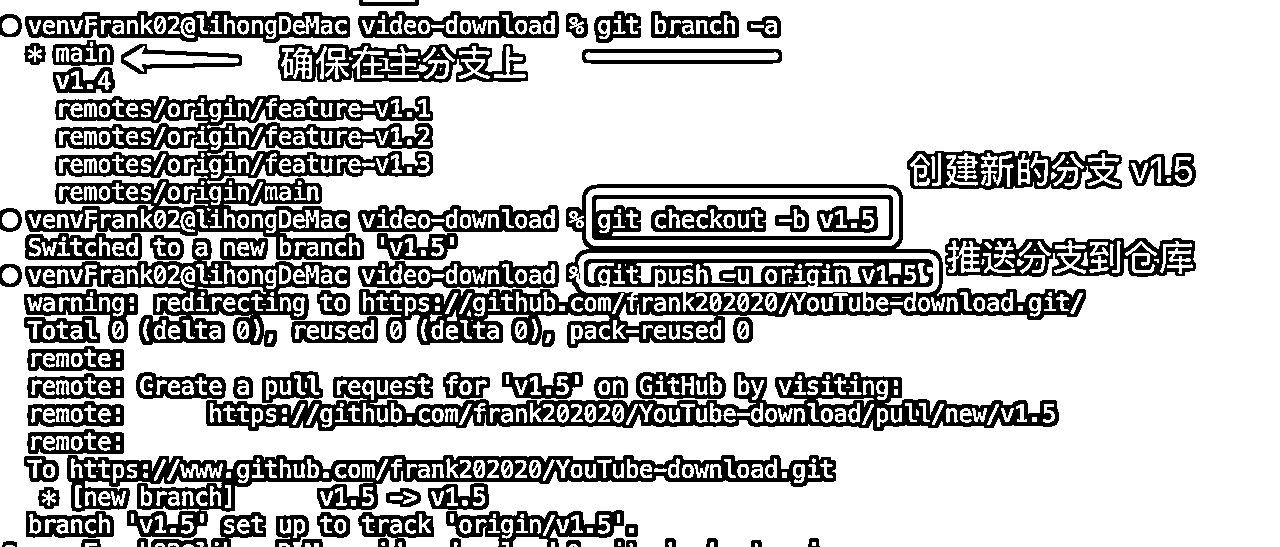 venvFrank02@lihongDeMac video-download % git branch -a
* main
确保在主分支上
v1.4
remotes/origin/feature-v1.1
remotes/origin/feature-v1.2
remotes/origin/feature-v1.3
remotes/origin/main
创建新的分支 v1.5
venvFrank02@lihongDeMac video-download % git checkout -b v1.5
Switched to a new branch 'v1.5'
推送分支到仓库
venvFrank02@lihongDeMac video-download % git push -u origin v1.5
warning: redirecting to https://github.com/frank202020/YouTube-download.git/
Total 0 (delta 0), reused 0 (delta 0), pack-reused 0
remote:
remote: Create a pull request for 'v1.5' on GitHub by visiting:
remote: https://github.com/frank202020/YouTube-download/pull/new/v1.5
remote:
To https://www.github.com/frank202020/YouTube-download.git
* [new branch] v1.5 -> v1.5
branch 'v1.5' set up to track 'origin/v1.5'.